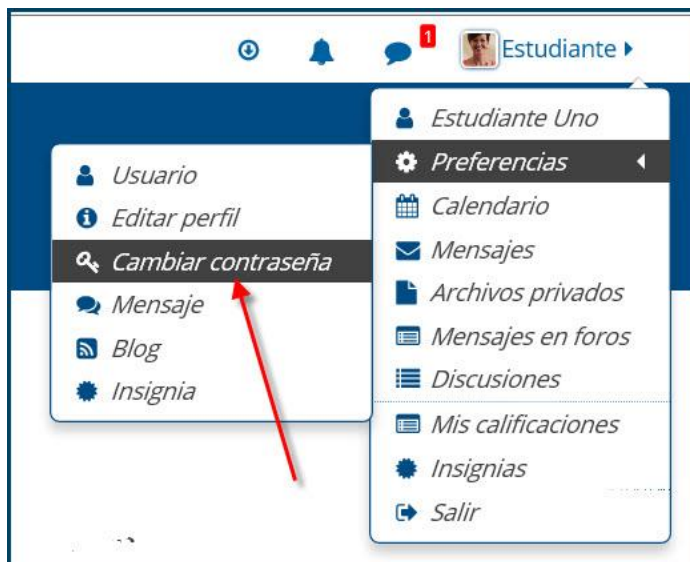 1
Estudiante
Estudiante Uno
Preferencias
Calendario
Mensajes
Archivos privados
Mensajes en foros
Discusiones
Mis calificaciones
Insignias
Salir
Usuario
Editar perfil
Cambiar contraseña
Mensaje
Blog
Insignia